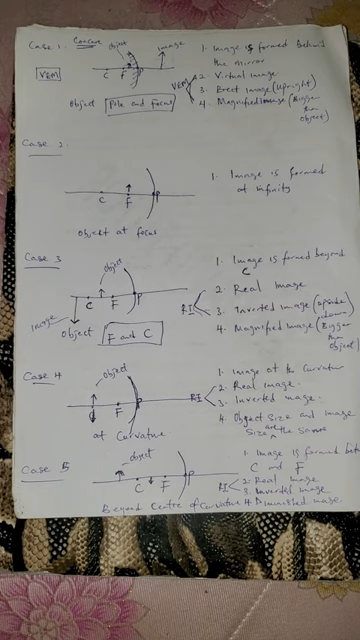 Case 1. Concave
object
image
VEM
C F P
Object Pole and focus
1. Image is formed behind
the mirror
VEM
2. Virtual image
3. Erect Image (Upright)
4. Magnified image (Bigger
than
object)
Case 2.
C F P
Object at focus
1. Image is formed
at infinity
Case 3
object
C F P
image
Object F and C
1. Image is formed beyond
C
RI
2. Real Image
3. Inverted image (upside
down)
4. Magnified Image (Bigger
than
object)
Case 4
object
F P
at Curvature
1. Image at the Curvature
RI
2. Real image.
3. Inverted image.
4. Object Size and image
Size are the same
Case 5
object
C F P
Beyond Centre of Curvature
1. Image is formed bet
C and F
RI
2. Real image
3. Inverted image
4. Diminished image.